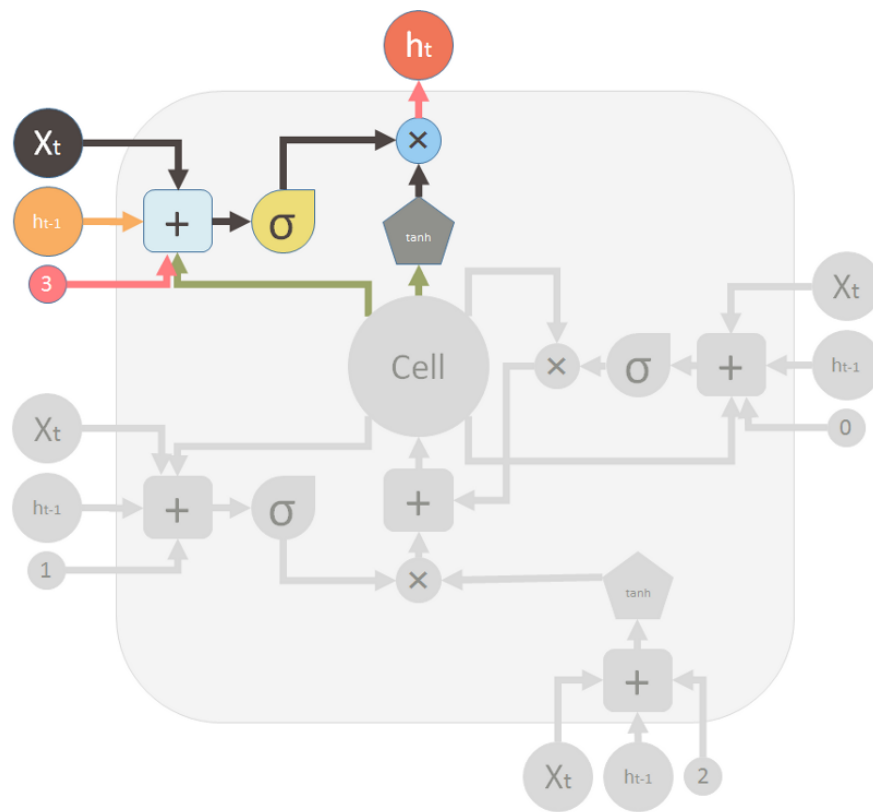 ht
×
Xt
ht-1
+
σ
tanh
3
Cell
Xt
×
σ
+
ht-1
0
Xt
ht-1
+
σ
+
1
×
tanh
+
Xt
ht-1
2